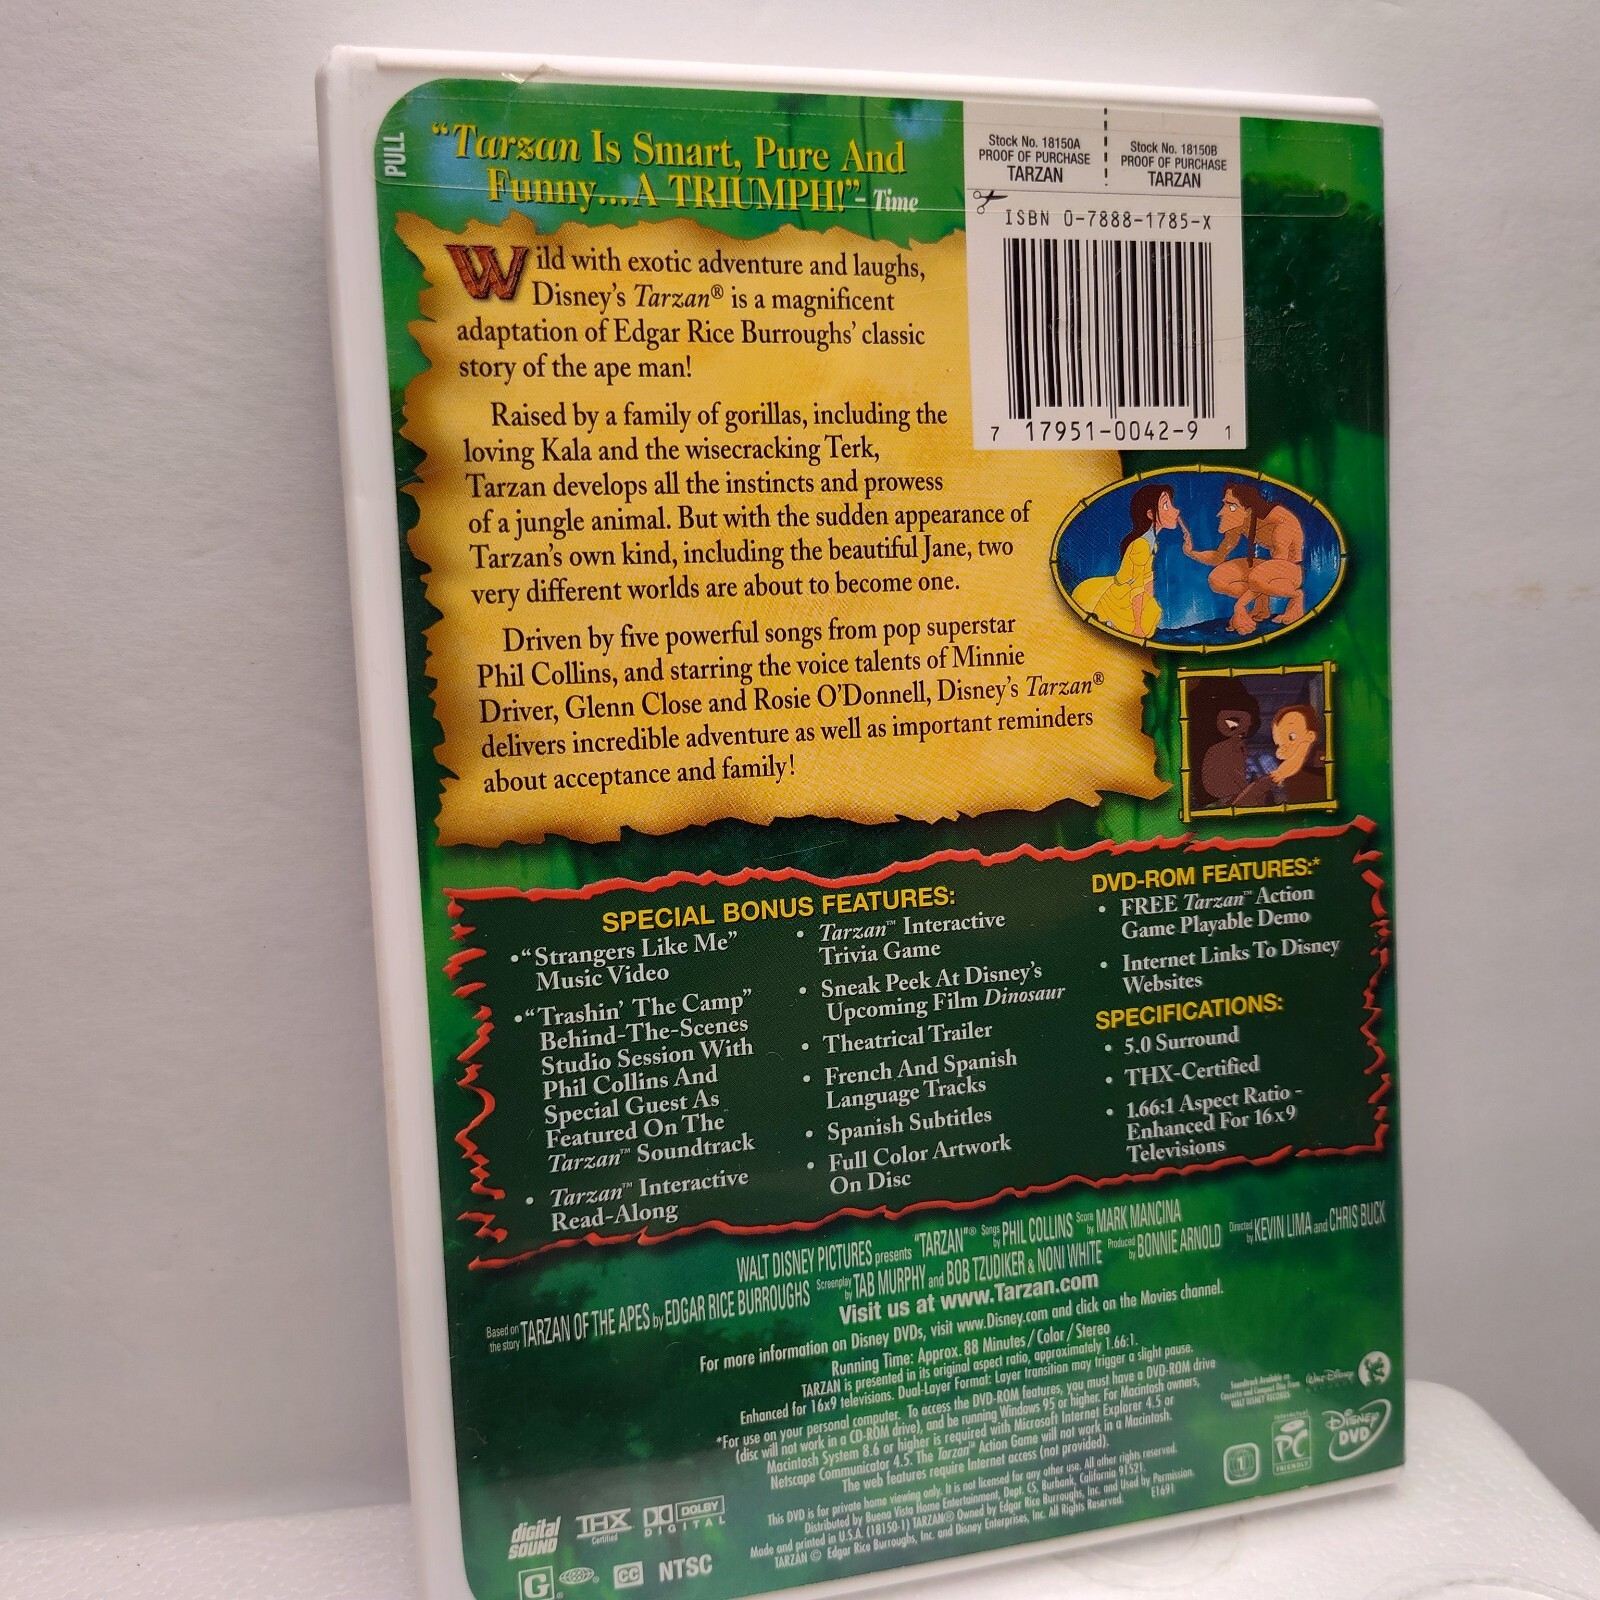 PULL
"Tarzan Is Smart, Pure And
Funny...A TRIUMPH!" - Time
Stock No. 18150A
PROOF OF PURCHASE
TARZAN
Stock No. 18150B
PROOF OF PURCHASE
TARZAN
ISBN 0-7888-1785-X
7 17951-0042-9 1
Wild with exotic adventure and laughs,
Disney's Tarzan® is a magnificent
adaptation of Edgar Rice Burroughs' classic
story of the ape man!
Raised by a family of gorillas, including the
loving Kala and the wisecracking Terk,
Tarzan develops all the instincts and prowess
of a jungle animal. But with the sudden appearance of
Tarzan's own kind, including the beautiful Jane, two
very different worlds are about to become one.
Driven by five powerful songs from pop superstar
Phil Collins, and starring the voice talents of Minnie
Driver, Glenn Close and Rosie O'Donnell, Disney's Tarzan®
delivers incredible adventure as well as important reminders
about acceptance and family!
SPECIAL BONUS FEATURES:
• "Strangers Like Me"
Music Video
• "Trashin' The Camp"
Behind-The-Scenes
Studio Session With
Phil Collins And
Special Guest As
Featured On The
Tarzan™ Soundtrack
• Tarzan™ Interactive
Read-Along
• Tarzan™ Interactive
Trivia Game
• Sneak Peek At Disney's
Upcoming Film Dinosaur
• Theatrical Trailer
• French And Spanish
Language Tracks
• Spanish Subtitles
• Full Color Artwork
On Disc
DVD-ROM FEATURES:*
• FREE Tarzan™ Action
Game Playable Demo
• Internet Links To Disney
Websites
SPECIFICATIONS:
• 5.0 Surround
• THX-Certified
• 1.66:1 Aspect Ratio -
Enhanced For 16x9
Televisions
WALT DISNEY PICTURES presents "TARZAN"® Songs by PHIL COLLINS Score by MARK MANCINA
Based on the story TARZAN OF THE APES by EDGAR RICE BURROUGHS Screenplay by TAB MURPHY and BOB TZUDIKER & NONI WHITE Produced by BONNIE ARNOLD Directed by KEVIN LIMA and CHRIS BUCK
Visit us at www.Tarzan.com
For more information on Disney DVDs, visit www.Disney.com and click on the Movies channel.
Running Time: Approx. 88 Minutes / Color / Stereo
TARZAN is presented in its original aspect ratio, approximately 1.66:1.
Enhanced for 16x9 televisions. Dual-Layer Format: Layer transition may trigger a slight pause.
*For use on your personal computer. To access the DVD-ROM features, you must have a DVD-ROM drive
(disc will not work in a CD-ROM drive), and be running Windows 95 or higher. For Macintosh owners,
Macintosh System 8.6 or higher is required with Microsoft Internet Explorer 4.5 or
Netscape Communicator 4.5. The Tarzan™ Action Game will not work in a Macintosh.
The web features require Internet access (not provided).
This DVD is for private home viewing only. It is not licensed for any other use. All other rights reserved.
Distributed by Buena Vista Home Entertainment, Dept. CS, Burbank, California 91521.
Made and printed in U.S.A. (18150-1) TARZAN® Owned by Edgar Rice Burroughs, Inc. and Used by Permission.
TARZAN © Edgar Rice Burroughs, Inc. and Disney Enterprises, Inc. All Rights Reserved.
E1691
Soundtrack Available on
Cassette and Compact Disc From
WALT DISNEY RECORDS
Walt Disney
RECORDS
1
PC
FRIENDLY
DISNEY
DVD
digital
SOUND
THX
Certified
DOLBY
DIGITAL
G
CC
NTSC